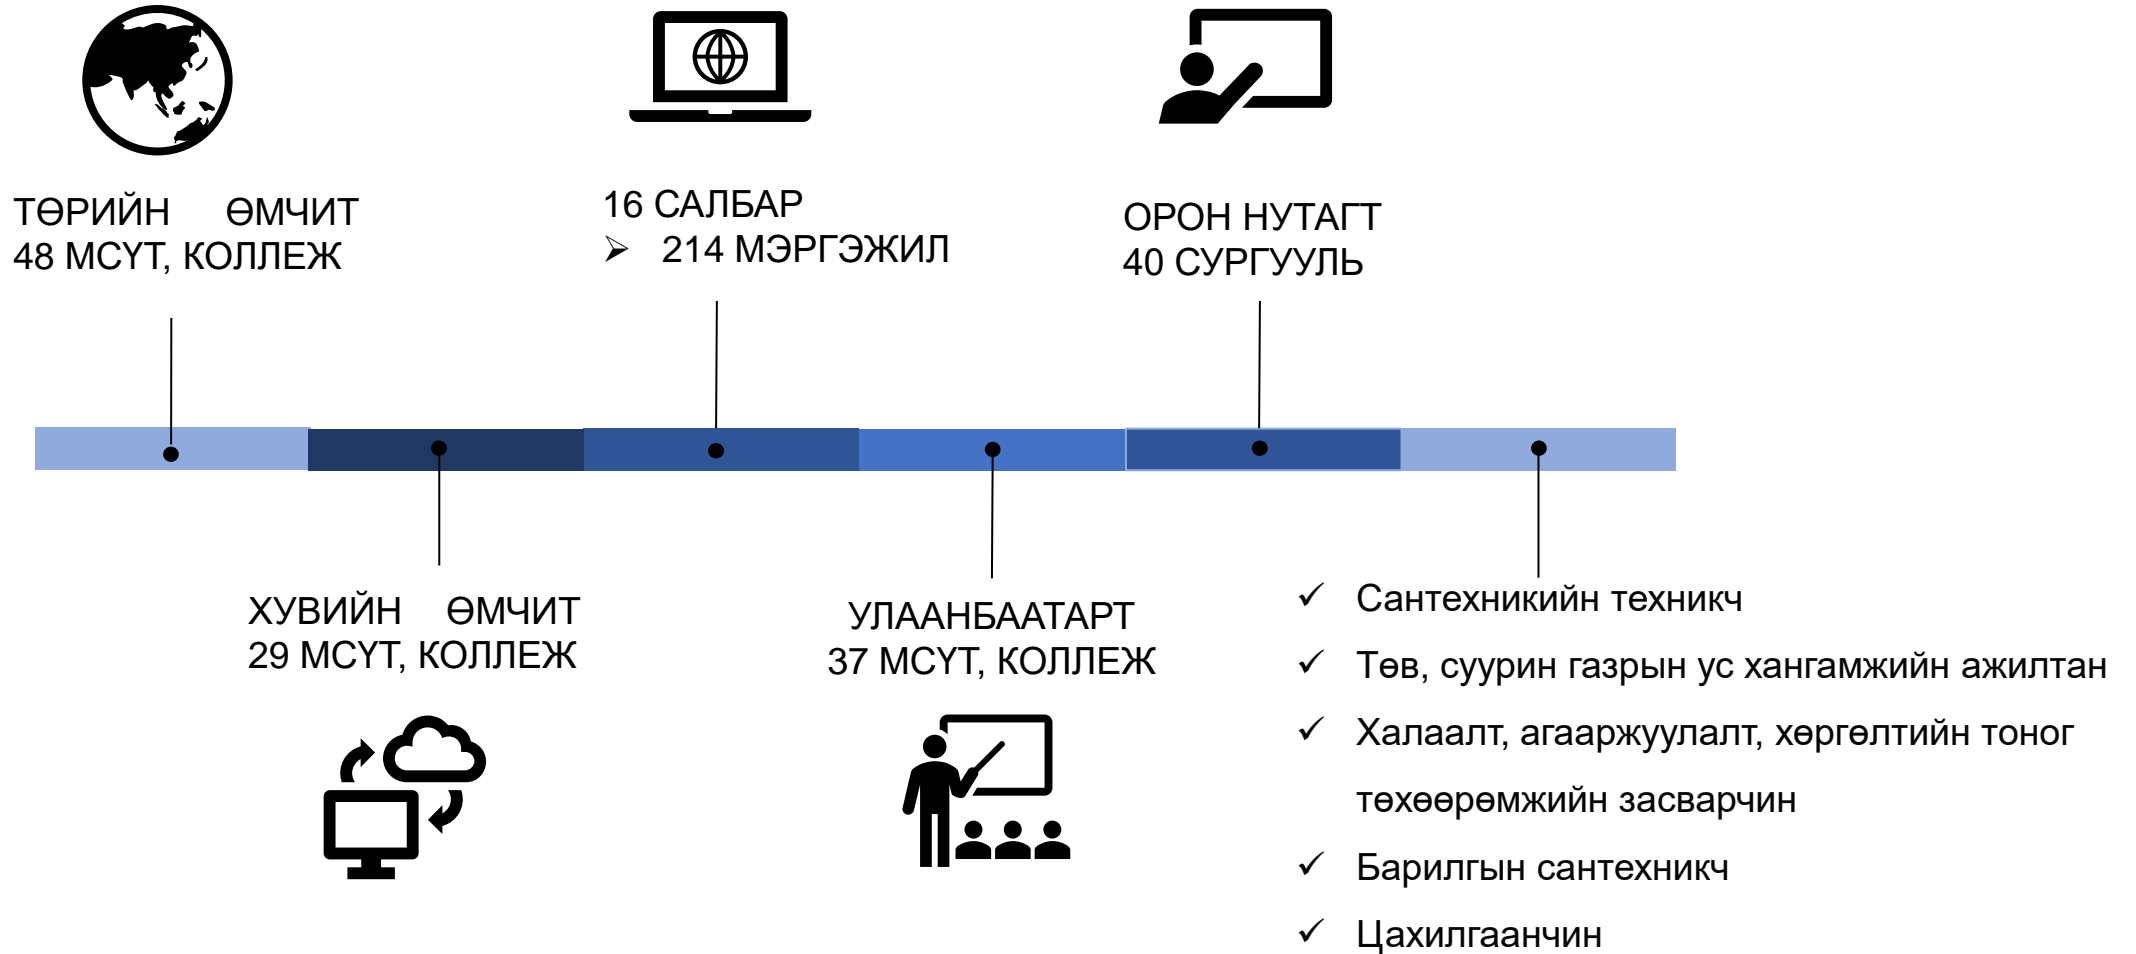 ТӨРИЙН ӨМЧИТ
48 МСҮТ, КОЛЛЕЖ
16 САЛБАР
➢ 214 МЭРГЭЖИЛ
ОРОН НУТАГТ
40 СУРГУУЛЬ
ХУВИЙН ӨМЧИТ
29 МСҮТ, КОЛЛЕЖ
УЛААНБААТАРТ
37 МСҮТ, КОЛЛЕЖ
✓ Сантехникийн техникч
✓ Төв, суурин газрын ус хангамжийн ажилтан
✓ Халаалт, агааржуулалт, хөргөлтийн тоног
төхөөрөмжийн засварчин
✓ Барилгын сантехникч
✓ Цахилгаанчин